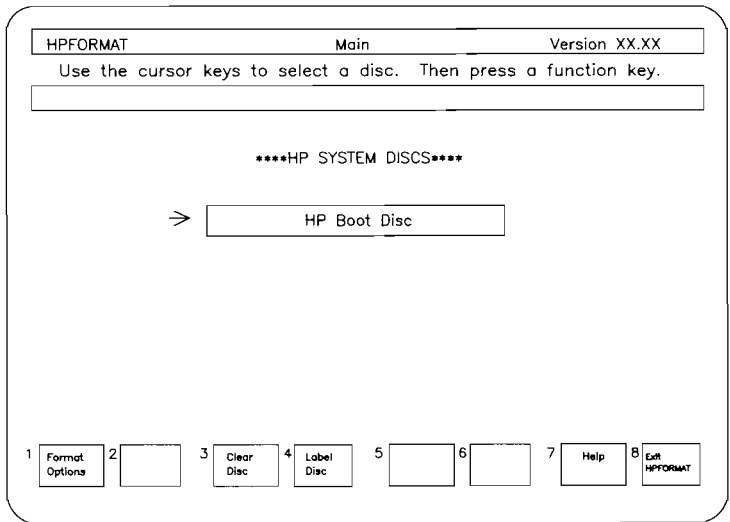 HPFORMAT Main Version XX.XX
Use the cursor keys to select a disc. Then press a function key.
****HP SYSTEM DISCS****
→ HP Boot Disc
1 Format Options 2 3 Clear Disc 4 Label Disc 5 6 7 Help 8 Exit HPFORMAT